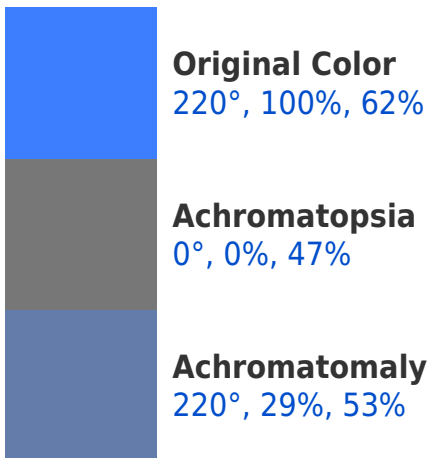 Original Color
220°, 100%, 62%
Achromatopsia
0°, 0%, 47%
Achromatomaly
220°, 29%, 53%